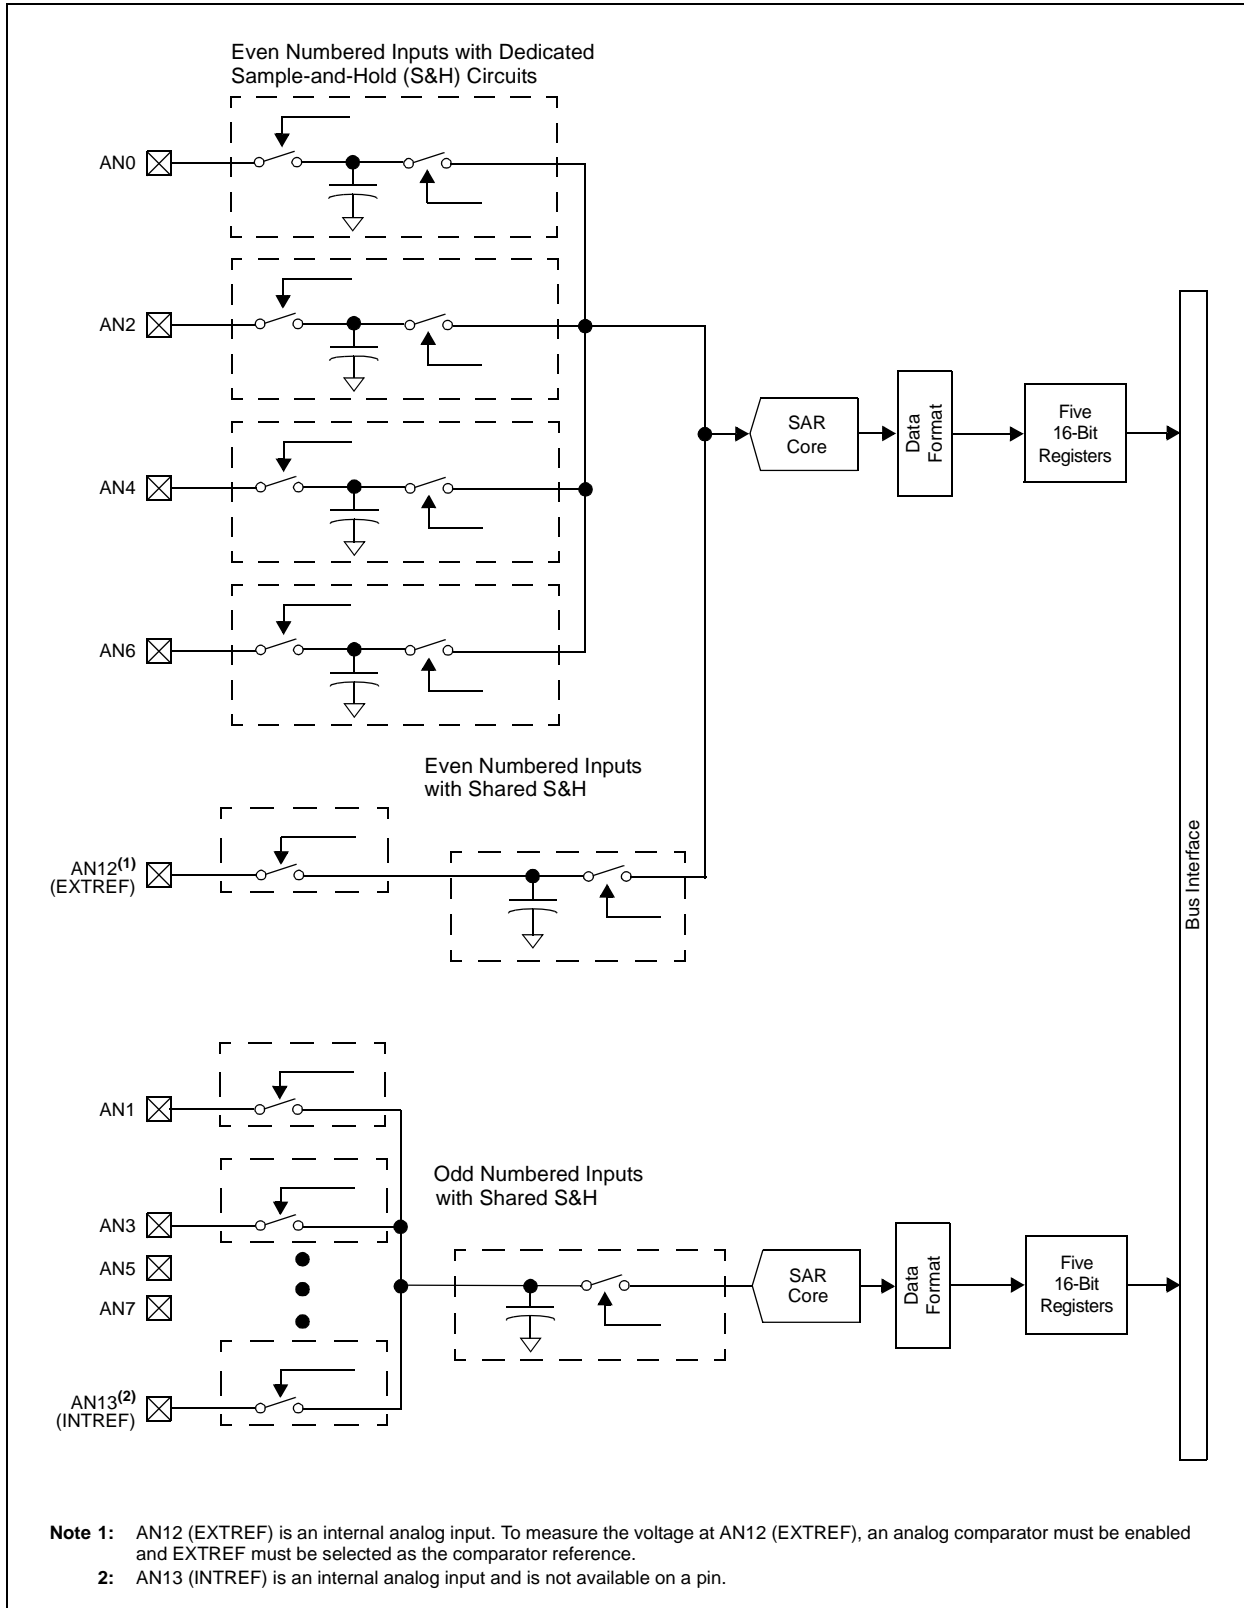 Even Numbered Inputs with Dedicated
Sample-and-Hold (S&H) Circuits
AN0
AN2
AN4
AN6
SAR
Core
Data
Format
Five
16-Bit
Registers
Bus Interface
Even Numbered Inputs
with Shared S&H
AN12(1)
(EXTREF)
AN1
AN3
AN5
AN7
AN13(2)
(INTREF)
Odd Numbered Inputs
with Shared S&H
SAR
Core
Data
Format
Five
16-Bit
Registers
Note 1: AN12 (EXTREF) is an internal analog input. To measure the voltage at AN12 (EXTREF), an analog comparator must be enabled
and EXTREF must be selected as the comparator reference.
2: AN13 (INTREF) is an internal analog input and is not available on a pin.